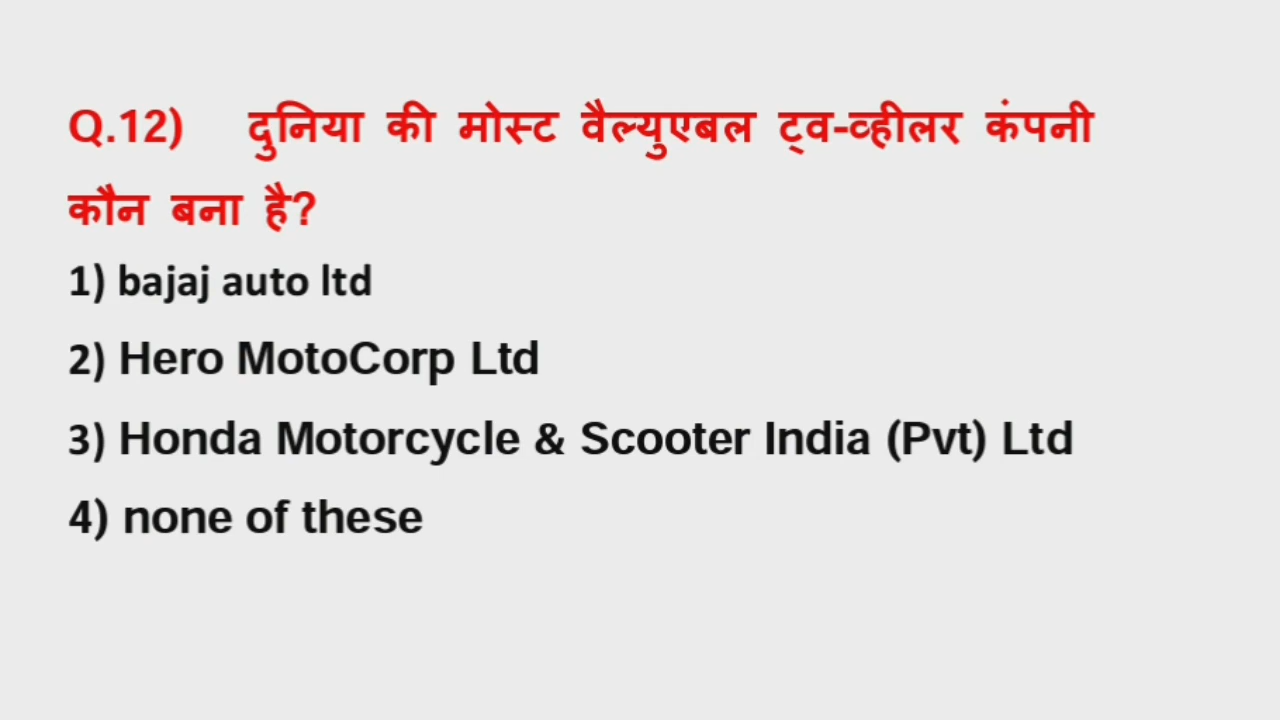 Q.12) दुनिया की मोस्ट वैल्युएबल ट्व-व्हीलर कंपनी
कौन बना है?
1) bajaj auto ltd
2) Hero MotoCorp Ltd
3) Honda Motorcycle & Scooter India (Pvt) Ltd
4) none of these